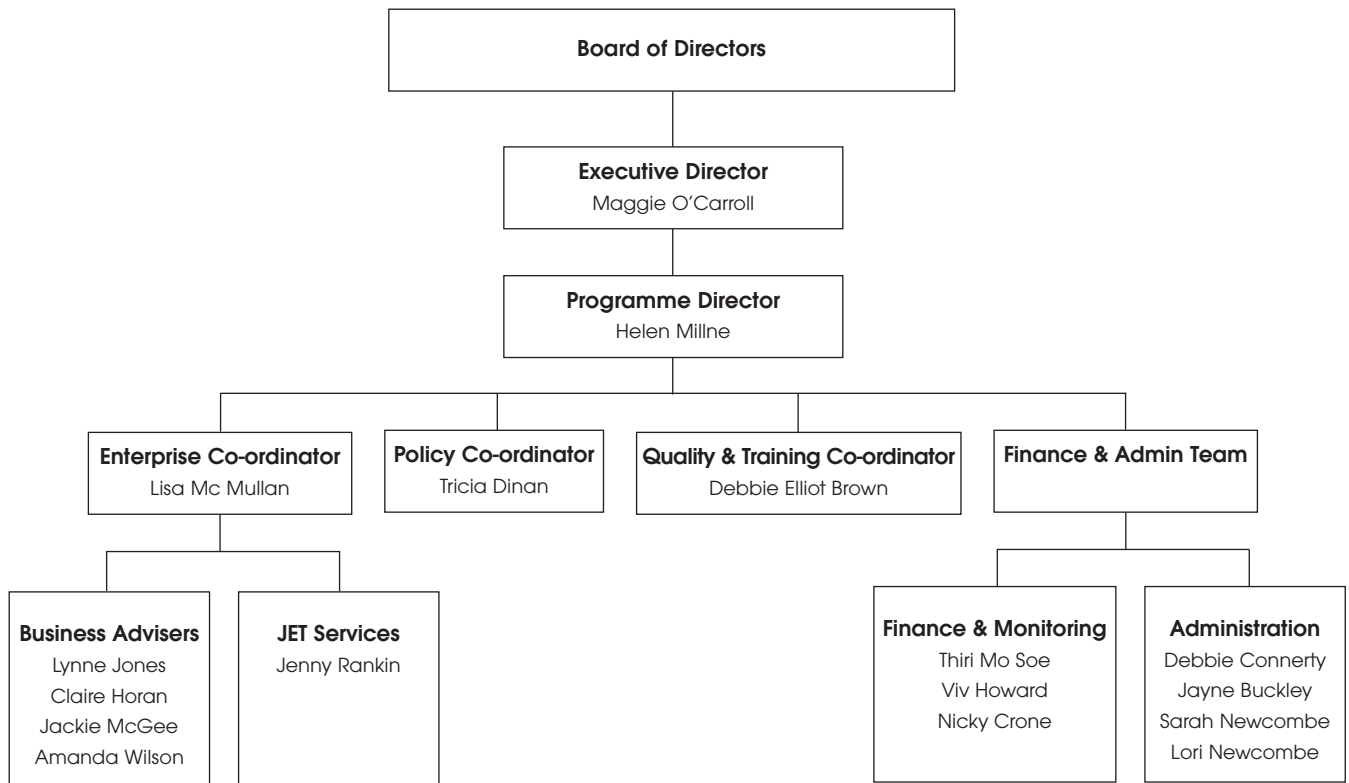 Board of Directors
Executive Director
Maggie O’Carroll
Programme Director
Helen Millne
Enterprise Co-ordinator
Lisa Mc Mullan
Policy Co-ordinator
Tricia Dinan
Quality & Training Co-ordinator
Debbie Elliot Brown
Finance & Admin Team
Business Advisers
Lynne Jones
Claire Horan
Jackie McGee
Amanda Wilson
JET Services
Jenny Rankin
Finance & Monitoring
Thiri Mo Soe
Viv Howard
Nicky Crone
Administration
Debbie Connerty
Jayne Buckley
Sarah Newcombe
Lori Newcombe